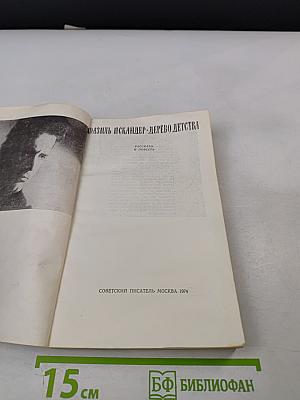 ФАЗИЛЬ ИСКАНДЕР·ДЕРЕВО ДЕТСТВА
РАССКАЗЫ
И ПОВЕСТЬ
СОВЕТСКИЙ ПИСАТЕЛЬ МОСКВА 1974
15 см
БФ БИБЛИОФАН